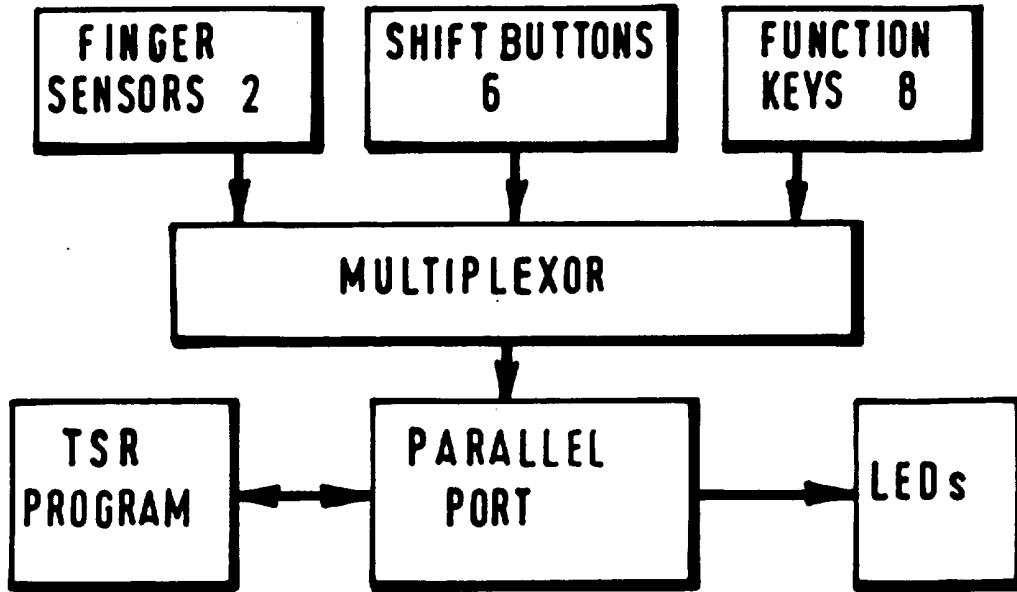 FINGER
SENSORS 2
SHIFT BUTTONS
6
FUNCTION
KEYS 8
MULTIPLEXOR
TSR
PROGRAM
PARALLEL
PORT
LEDs